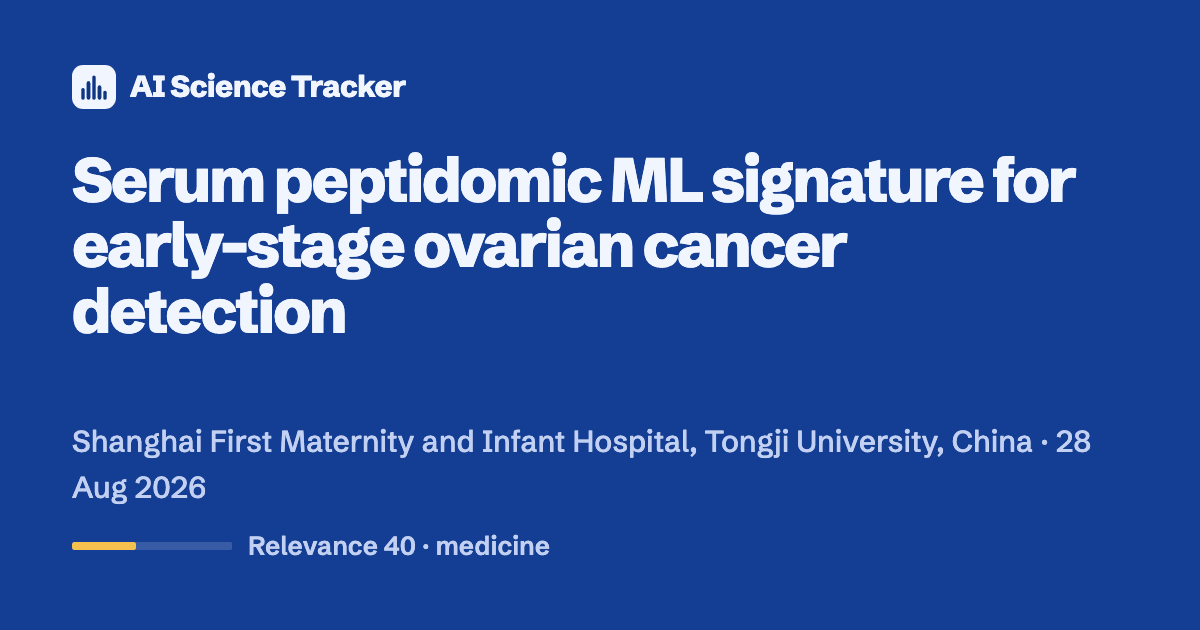 AI Science Tracker
Serum peptidomic ML signature for
early-stage ovarian cancer
detection
Shanghai First Maternity and Infant Hospital, Tongji University, China · 28
Aug 2026
Relevance 40 · medicine